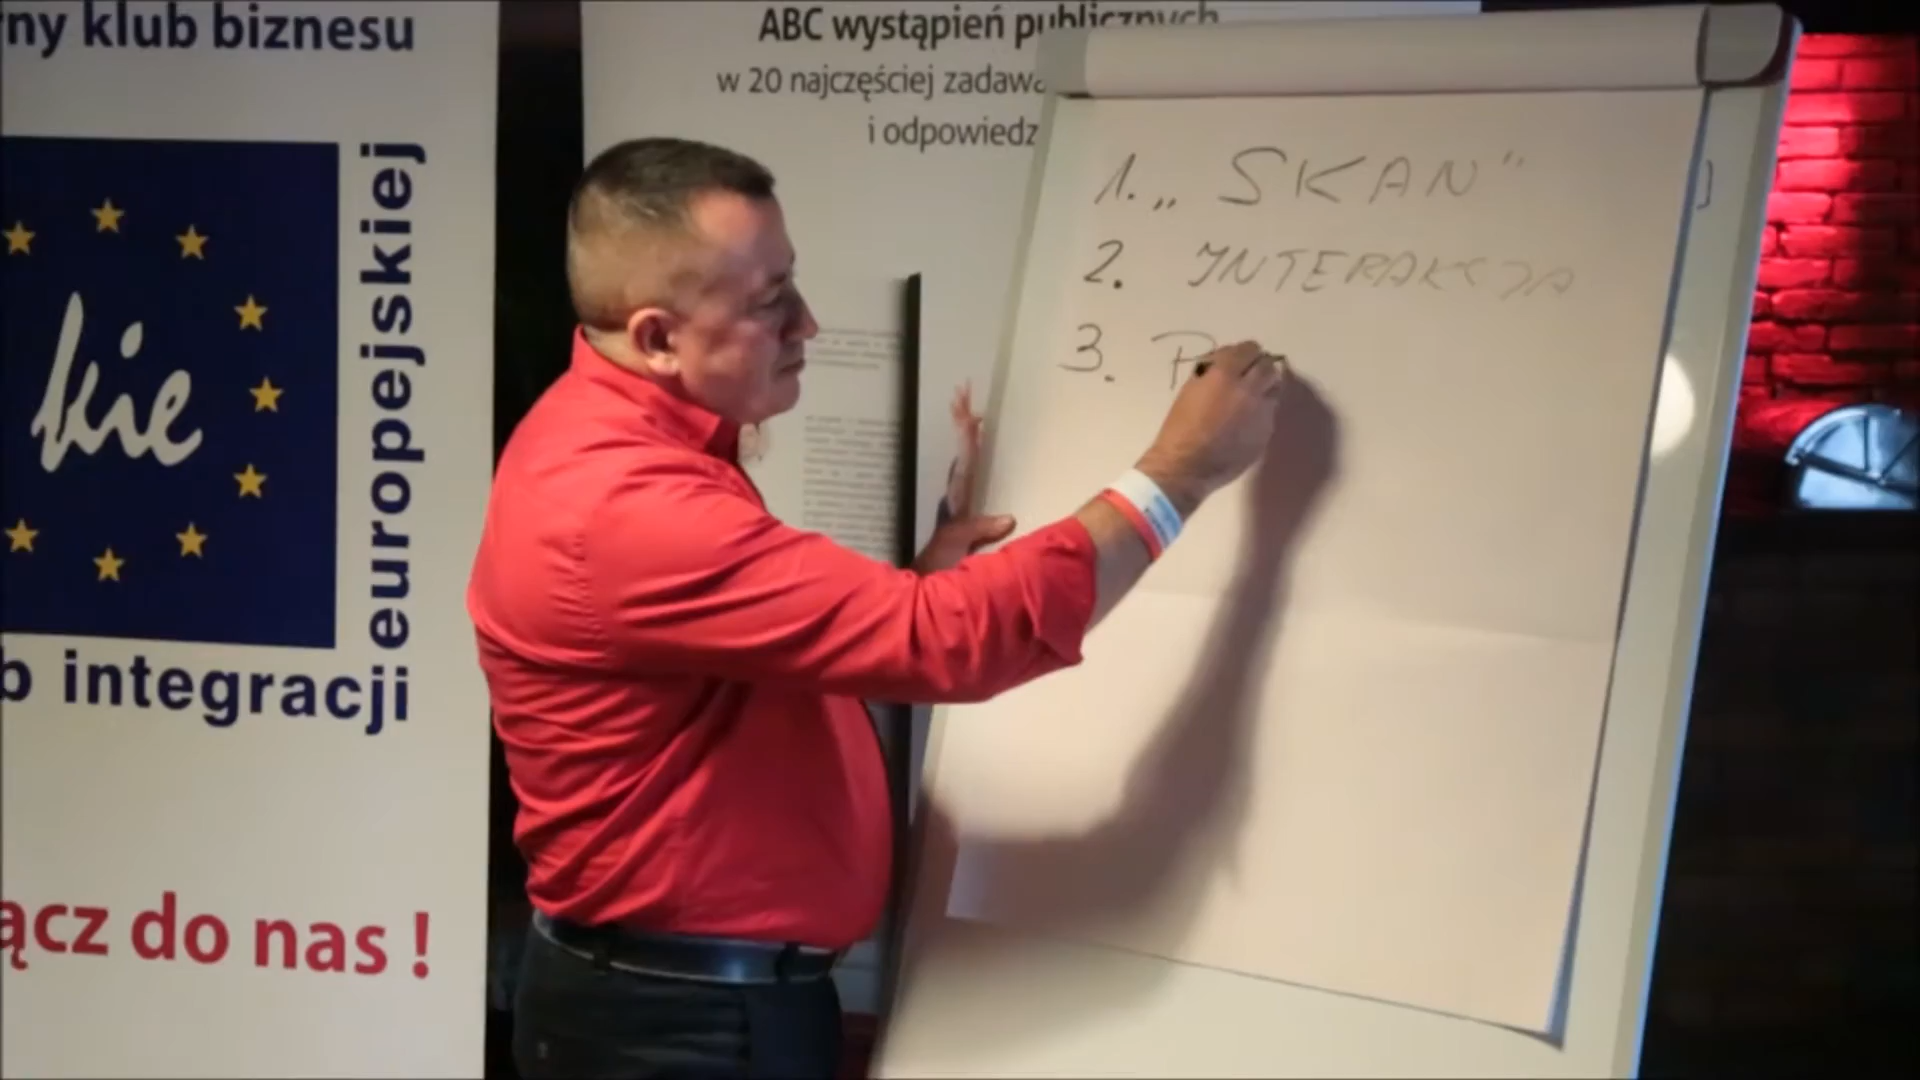 ny klub biznesu
kie
europejskiej
b integracji
ącz do nas !
ABC wystąpień publicznych
w 20 najczęściej zadawa
i odpowiedz
1. „ SKAN "
2. INTERAKCJA
3. P